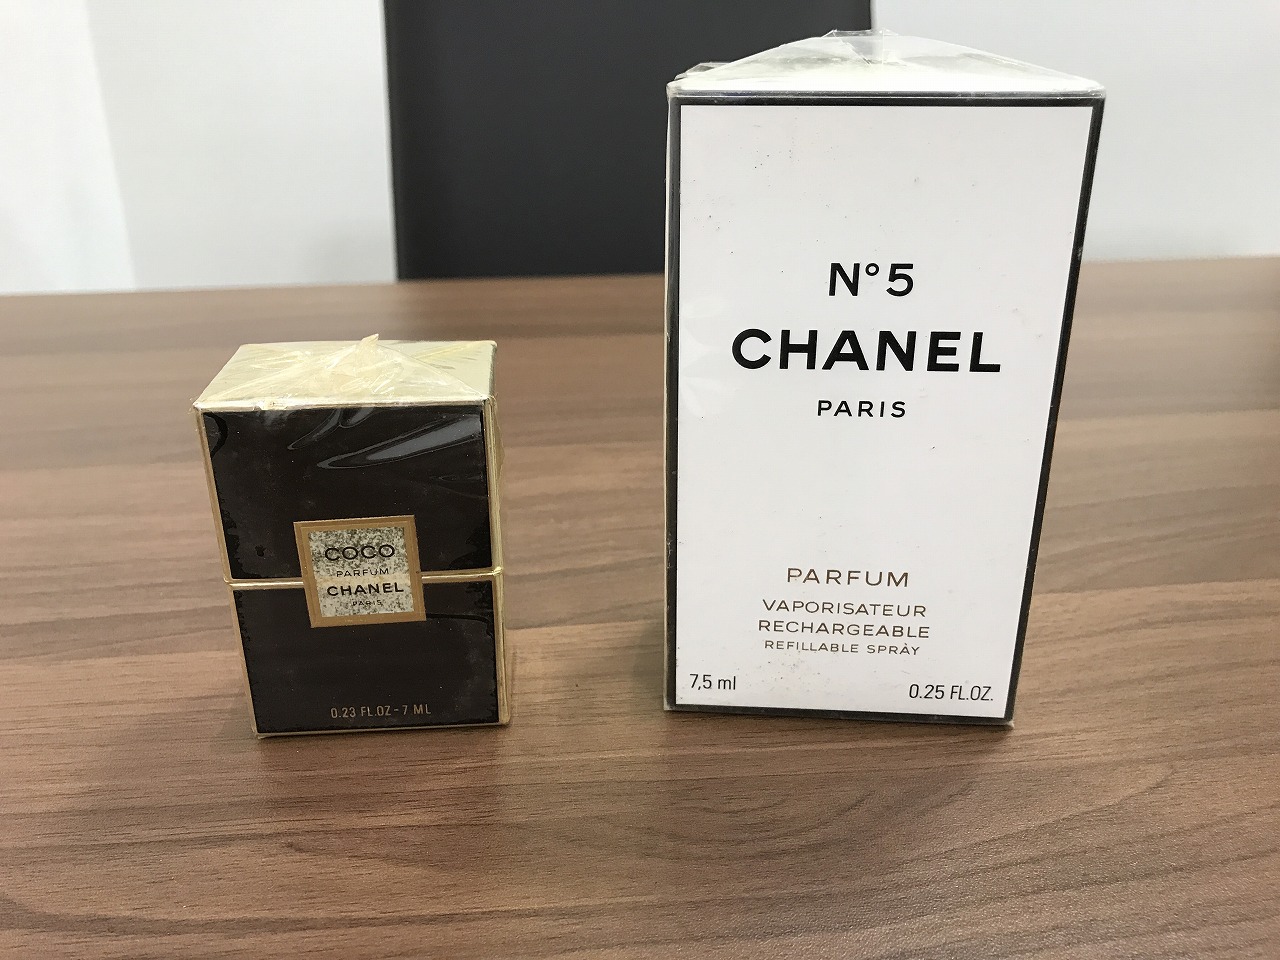 COCO
PARFUM
CHANEL
PARIS
0.23 FL.OZ - 7 ML
N°5
CHANEL
PARIS
PARFUM
VAPORISATEUR
RECHARGEABLE
REFILLABLE SPRAY
7,5 ml
0.25 FL.OZ.